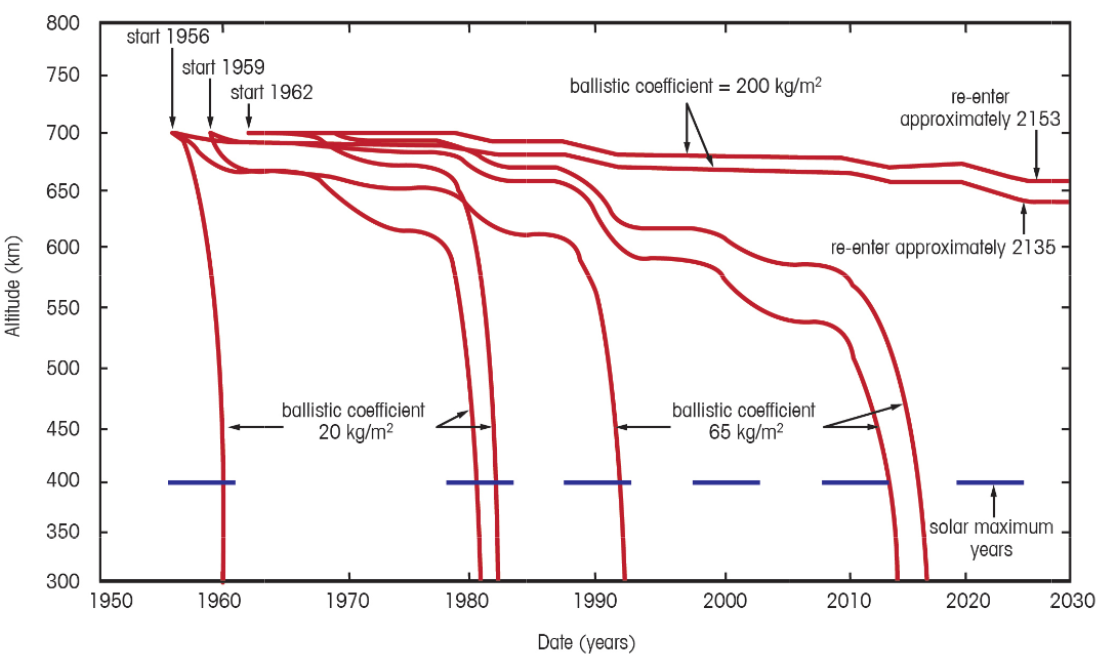 800
start 1956
start 1959
750
start 1962
ballistic coefficient = 200 kg/m²
re-enter
approximately 2153
700
650
600
re-enter approximately 2135
550
Altitude (km)
500
ballistic coefficient
20 kg/m²
ballistic coefficient
65 kg/m²
450
400
solar maximum
years
350
300
1950 1960 1970 1980 1990 2000 2010 2020 2030
Date (years)